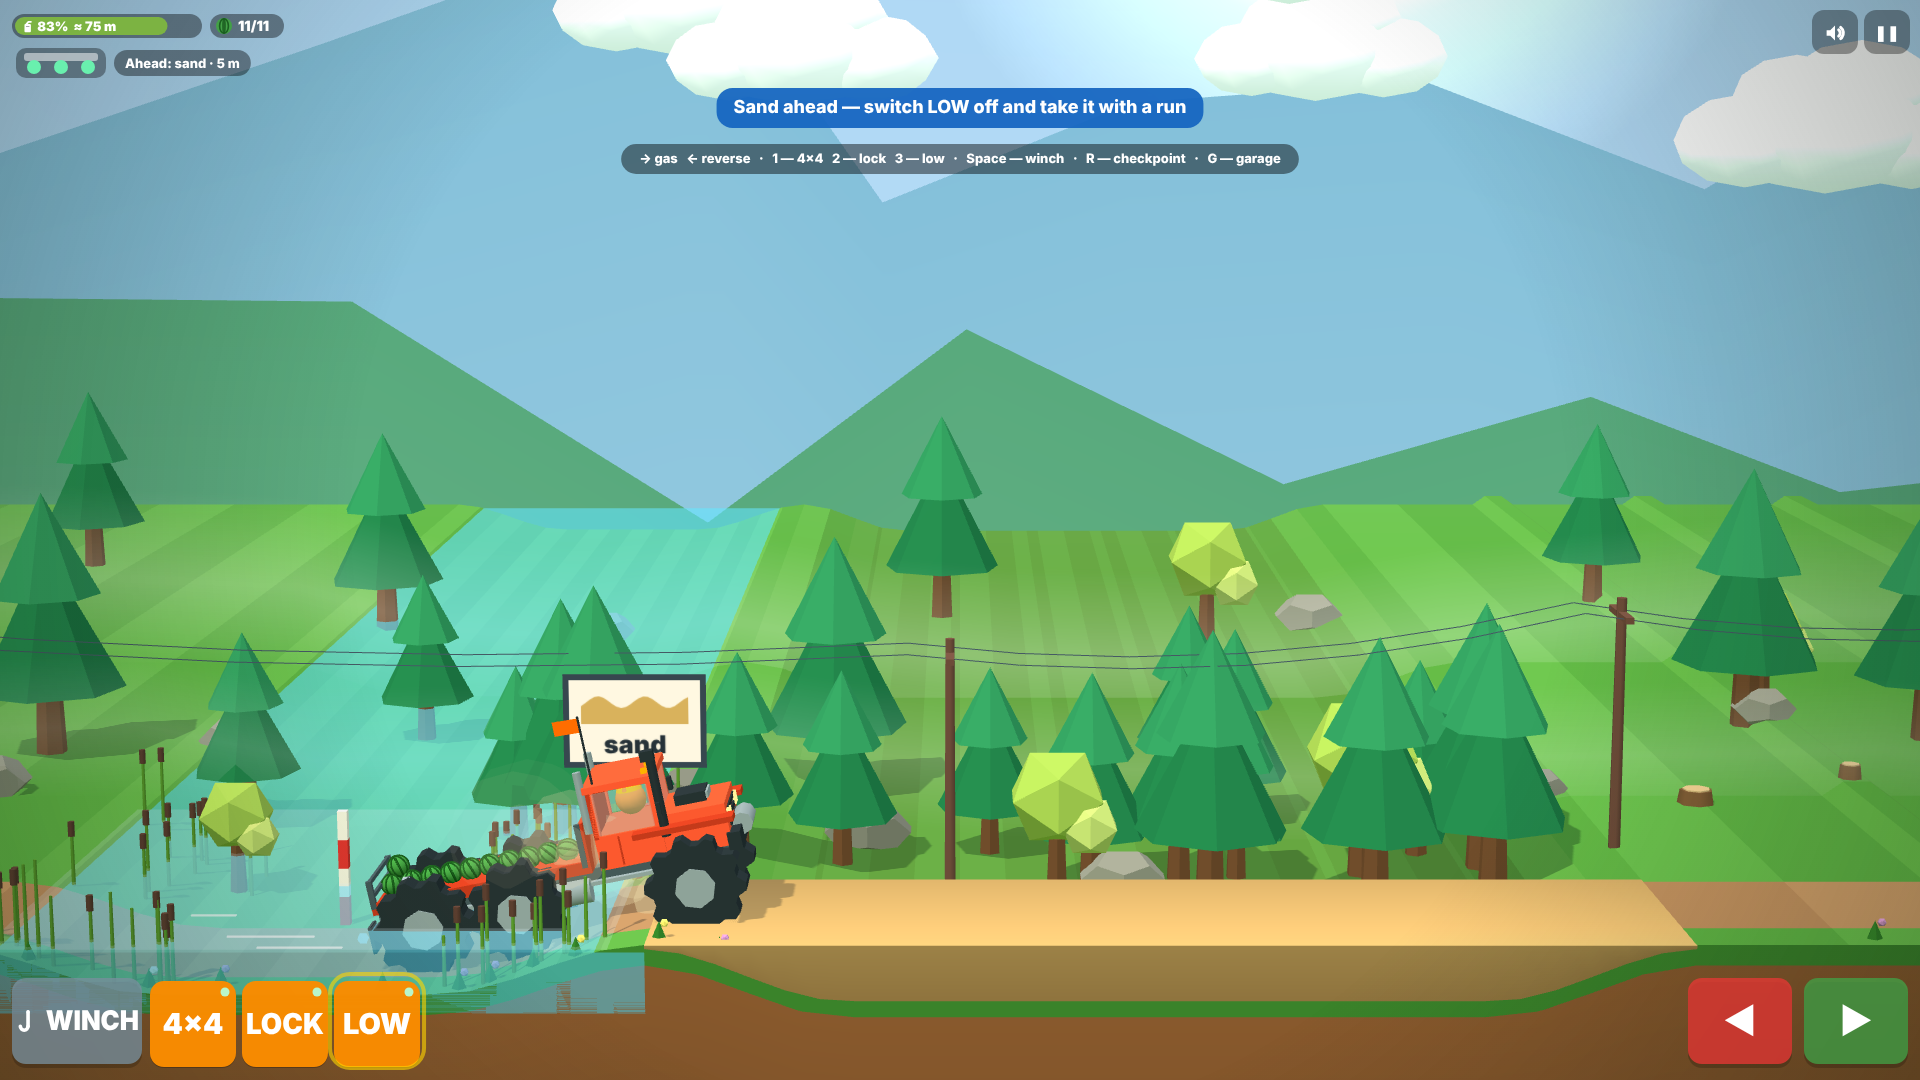 83% ≈ 75 m
11/11
Ahead: sand · 5 m
Sand ahead — switch LOW off and take it with a run
→ gas ← reverse · 1 — 4×4 2 — lock 3 — low · Space — winch · R — checkpoint · G — garage
sand
WINCH
4×4
LOCK
LOW